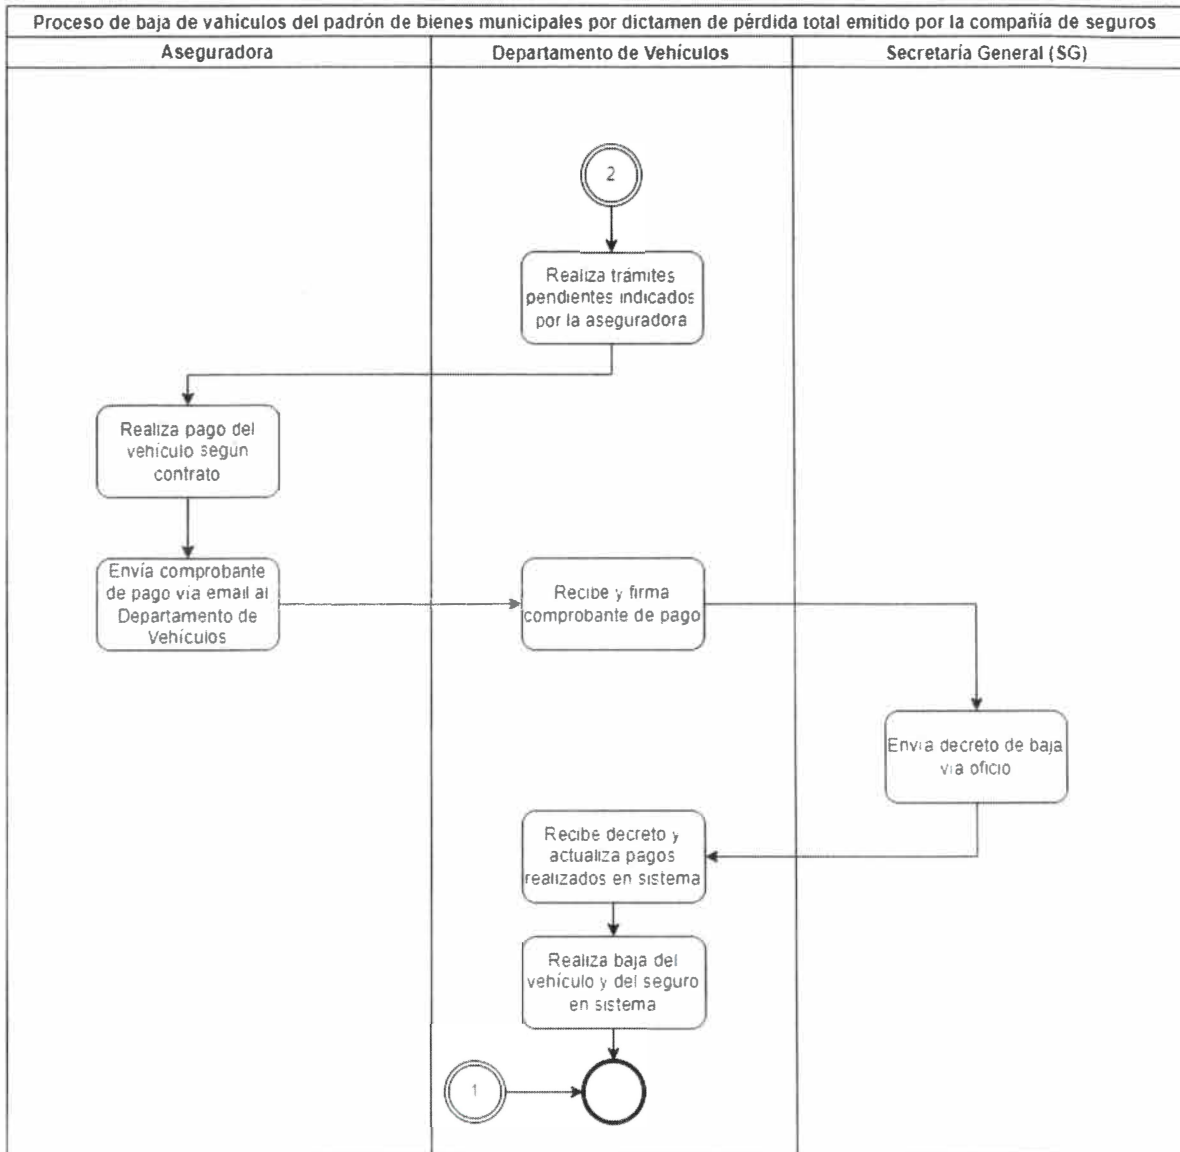 Proceso de baja de vahículos del padrón de bienes municipales por dictamen de pérdida total emitido por la compañía de seguros
Aseguradora
Departamento de Vehículos
Secretaría General (SG)
2
Realiza trámites
pendientes indicados
por la aseguradora
Realiza pago del
vehículo según
contrato
Envía comprobante
de pago via email al
Departamento de
Vehículos
Recibe y firma
comprobante de pago
Envia decreto de baja
via oficio
Recibe decreto y
actualiza pagos
realizados en sistema
Realiza baja del
vehículo y del seguro
en sistema
1